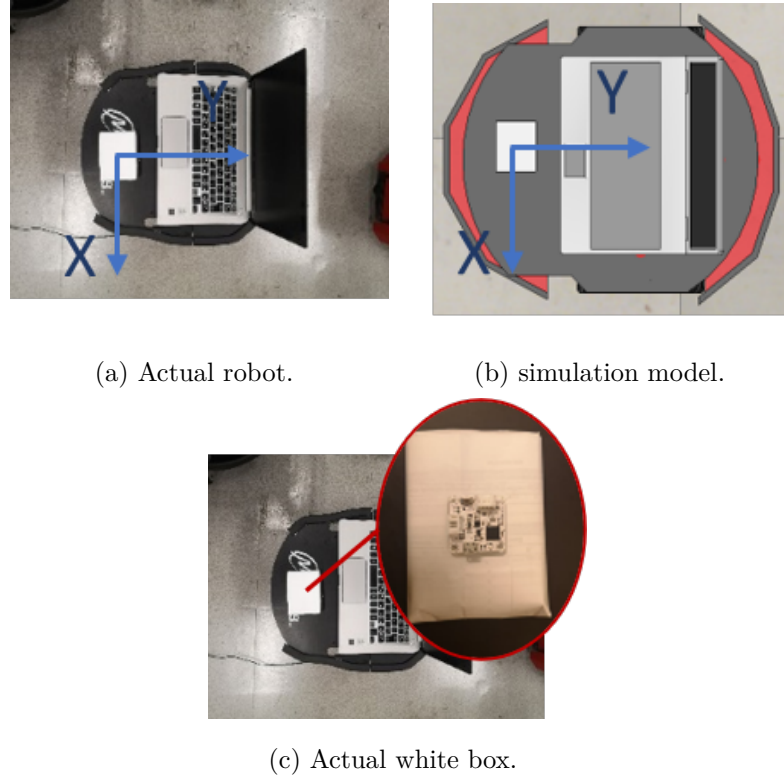 Y
X
Y
X
(a) Actual robot.
(b) simulation model.
(c) Actual white box.